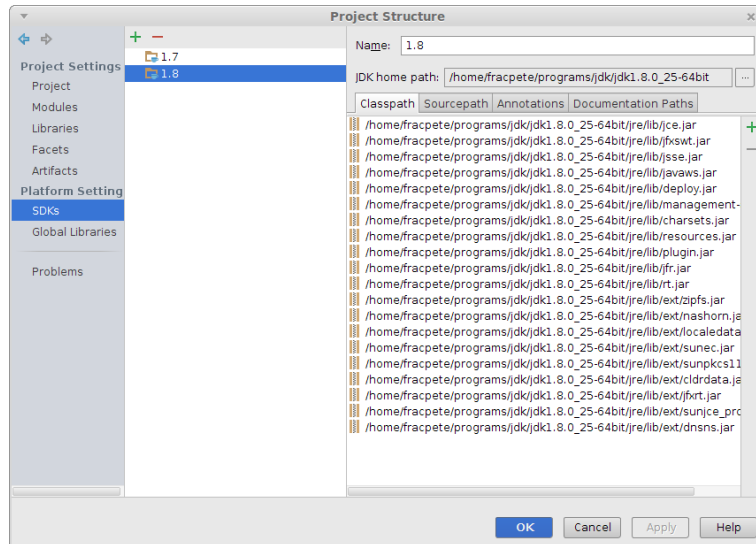 Project Structure
Project Settings
Project
Modules
Libraries
Facets
Artifacts
Platform Setting
SDKs
Global Libraries
Problems
1.7
1.8
Name: 1.8
JDK home path: /home/fracpete/programs/jdk/jdk1.8.0_25-64bit ...
Classpath Sourcepath Annotations Documentation Paths
/home/fracpete/programs/jdk/jdk1.8.0_25-64bit/jre/lib/jce.jar
/home/fracpete/programs/jdk/jdk1.8.0_25-64bit/jre/lib/jfxswt.jar
/home/fracpete/programs/jdk/jdk1.8.0_25-64bit/jre/lib/jsse.jar
/home/fracpete/programs/jdk/jdk1.8.0_25-64bit/jre/lib/javaws.jar
/home/fracpete/programs/jdk/jdk1.8.0_25-64bit/jre/lib/deploy.jar
/home/fracpete/programs/jdk/jdk1.8.0_25-64bit/jre/lib/management-
/home/fracpete/programs/jdk/jdk1.8.0_25-64bit/jre/lib/charsets.jar
/home/fracpete/programs/jdk/jdk1.8.0_25-64bit/jre/lib/resources.jar
/home/fracpete/programs/jdk/jdk1.8.0_25-64bit/jre/lib/plugin.jar
/home/fracpete/programs/jdk/jdk1.8.0_25-64bit/jre/lib/jfr.jar
/home/fracpete/programs/jdk/jdk1.8.0_25-64bit/jre/lib/rt.jar
/home/fracpete/programs/jdk/jdk1.8.0_25-64bit/jre/lib/ext/zipfs.jar
/home/fracpete/programs/jdk/jdk1.8.0_25-64bit/jre/lib/ext/nashorn.ja
/home/fracpete/programs/jdk/jdk1.8.0_25-64bit/jre/lib/ext/localedata
/home/fracpete/programs/jdk/jdk1.8.0_25-64bit/jre/lib/ext/sunec.jar
/home/fracpete/programs/jdk/jdk1.8.0_25-64bit/jre/lib/ext/sunpkcs11
/home/fracpete/programs/jdk/jdk1.8.0_25-64bit/jre/lib/ext/cldrdata.ja
/home/fracpete/programs/jdk/jdk1.8.0_25-64bit/jre/lib/ext/jfxrt.jar
/home/fracpete/programs/jdk/jdk1.8.0_25-64bit/jre/lib/ext/sunjce_pro
/home/fracpete/programs/jdk/jdk1.8.0_25-64bit/jre/lib/ext/dnsns.jar
OK Cancel Apply Help